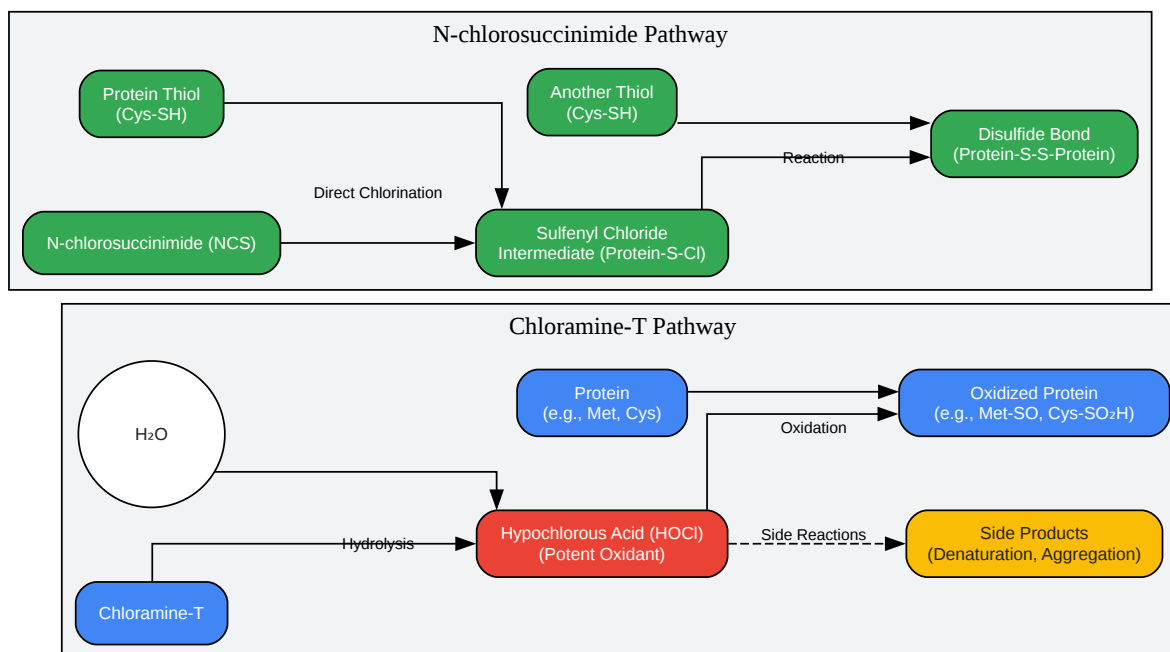 N-chlorosuccinimide Pathway
Protein Thiol
(Cys-SH)
Another Thiol
(Cys-SH)
Disulfide Bond
(Protein-S-S-Protein)
Reaction
Direct Chlorination
N-chlorosuccinimide (NCS)
Sulfenyl Chloride
Intermediate (Protein-S-Cl)
Chloramine-T Pathway
H₂O
Protein
(e.g., Met, Cys)
Oxidized Protein
(e.g., Met-SO, Cys-SO₂H)
Oxidation
Hydrolysis
Hypochlorous Acid (HOCl)
(Potent Oxidant)
Side Reactions
Side Products
(Denaturation, Aggregation)
Chloramine-T